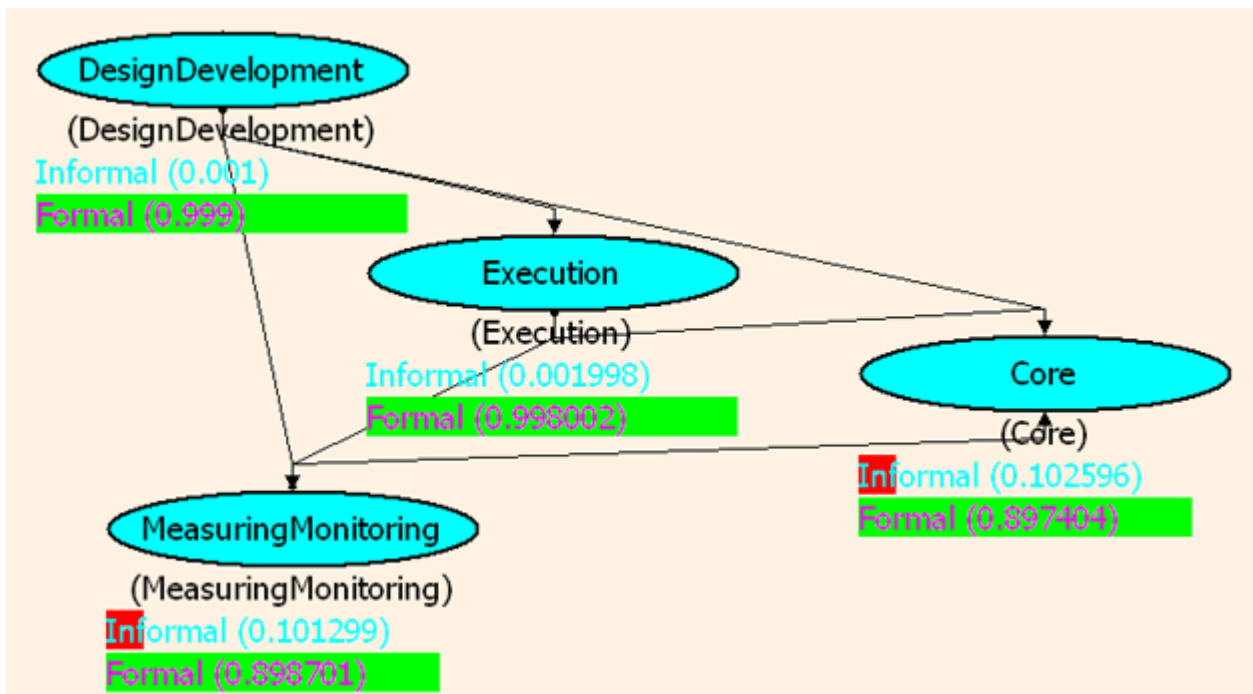 DesignDevelopment
(DesignDevelopment)
Informal (0.001)
Formal (0.999)
Execution
(Execution)
Informal (0.001998)
Formal (0.998002)
Core
(Core)
Informal (0.102596)
Formal (0.897404)
MeasuringMonitoring
(MeasuringMonitoring)
Informal (0.101299)
Formal (0.898701)